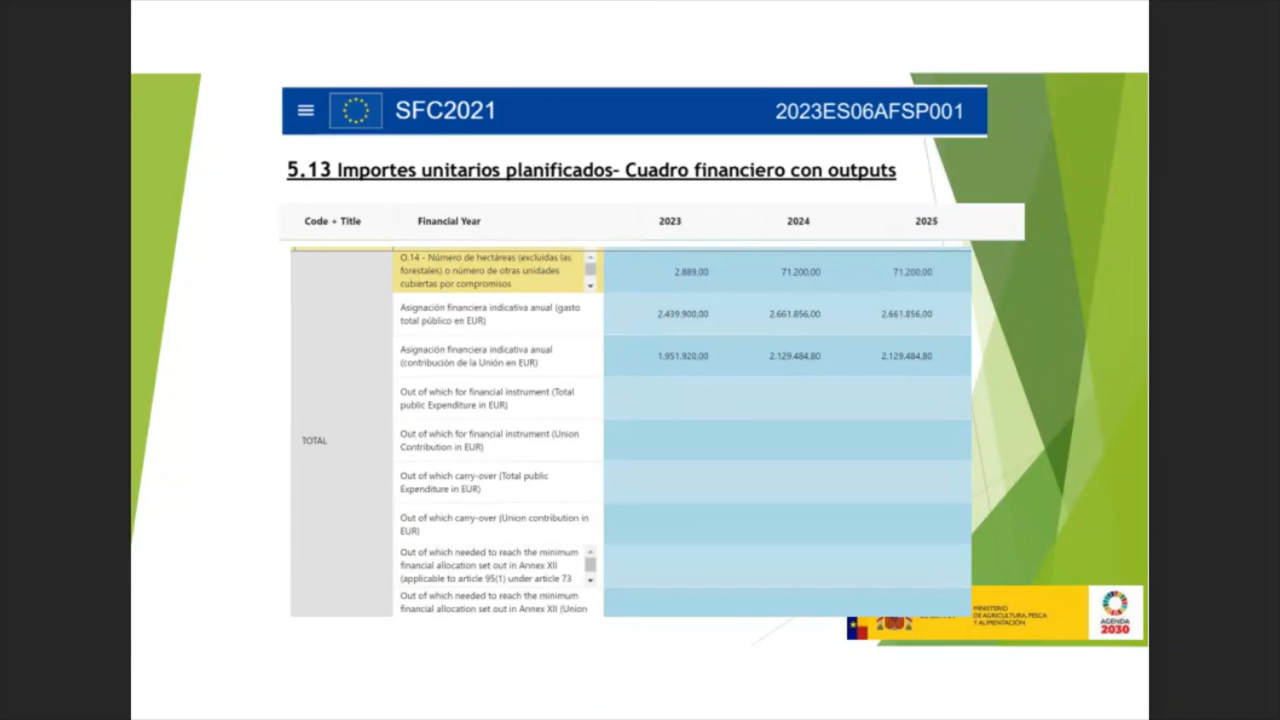 SFC2021 2023ES06AFSP001
5.13 Importes unitarios planificados- Cuadro financiero con outputs
Code + Title Financial Year 2023 2024 2025
O.14 - Número de hectáreas (excluidas las
forestales) o número de otras unidades
cubiertas por compromisos
2.889,00 71.200,00 71.200,00
Asignación financiera indicativa anual (gasto
total público en EUR)
2.439.900,00 2.661.856,00 2.661.856,00
Asignación financiera indicativa anual
(contribución de la Unión en EUR)
1.951.920,00 2.129.484,80 2.129.484,80
Out of which for financial instrument (Total
public Expenditure in EUR)
TOTAL
Out of which for financial instrument (Union
Contribution in EUR)
Out of which carry-over (Total public
Expenditure in EUR)
Out of which carry-over (Union contribution in
EUR)
Out of which needed to reach the minimum
financial allocation set out in Annex XII
(applicable to article 95(1) under article 73
Out of which needed to reach the minimum
financial allocation set out in Annex XII (Union
MINISTERIO
DE AGRICULTURA, PESCA
Y ALIMENTACIÓN
AGENDA
2030